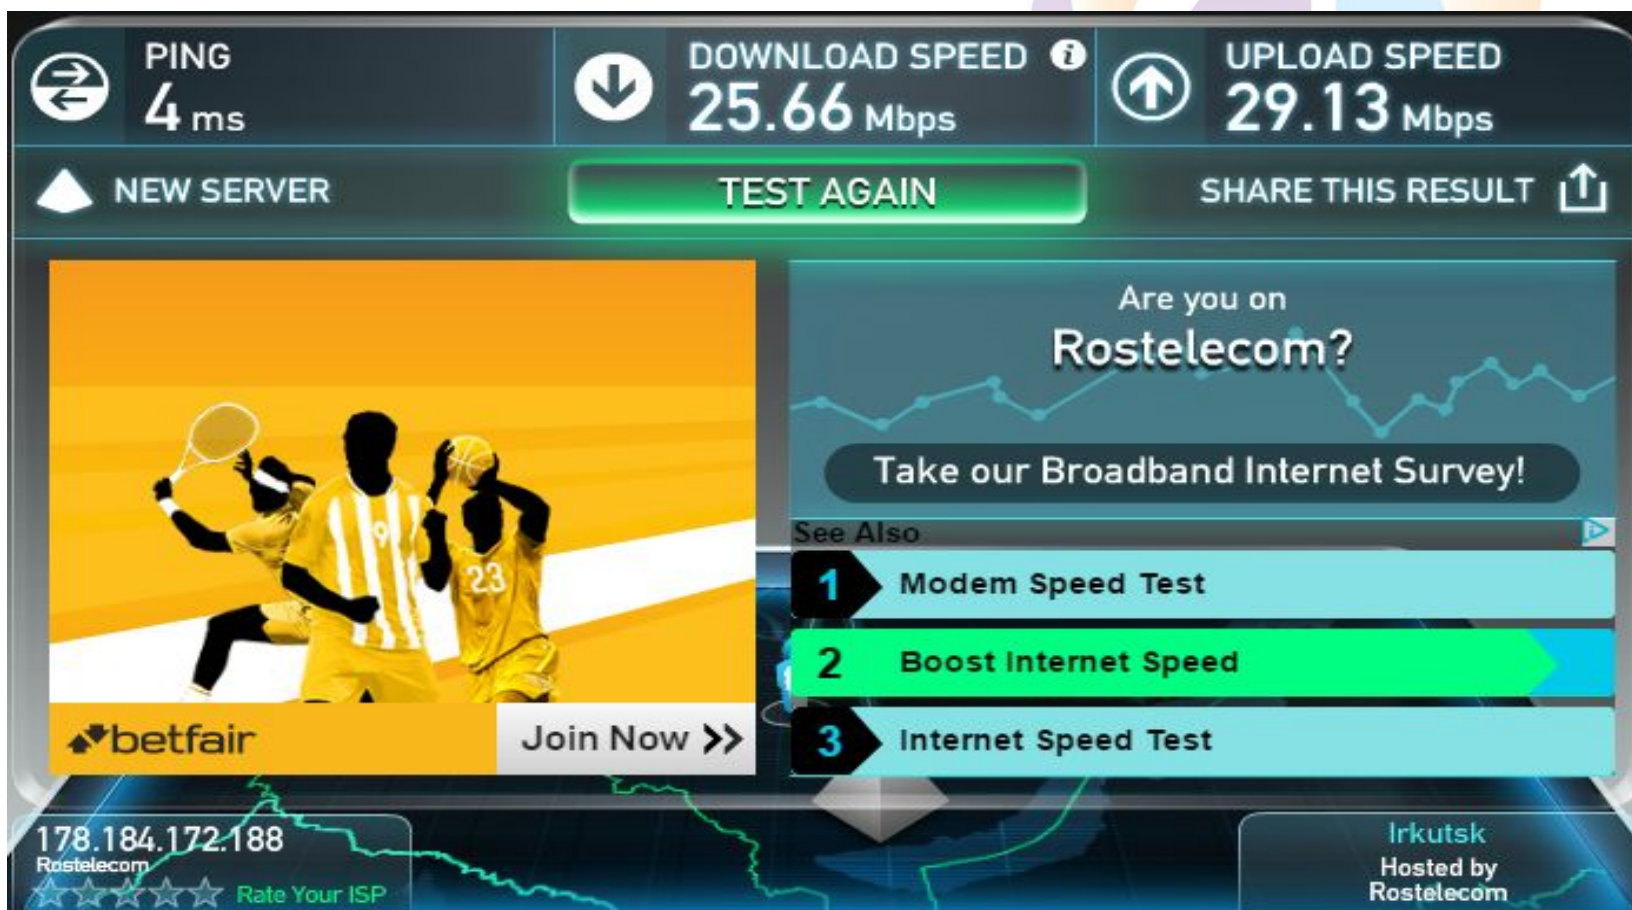 PING
4 ms
DOWNLOAD SPEED i
25.66 Mbps
UPLOAD SPEED
29.13 Mbps
NEW SERVER
TEST AGAIN
SHARE THIS RESULT
Are you on
Rostelecom?
Take our Broadband Internet Survey!
9
23
betfair
Join Now >>
See Also
1 Modem Speed Test
2 Boost Internet Speed
3 Internet Speed Test
178.184.172.188
Rostelecom
Rate Your ISP
Irkutsk
Hosted by
Rostelecom